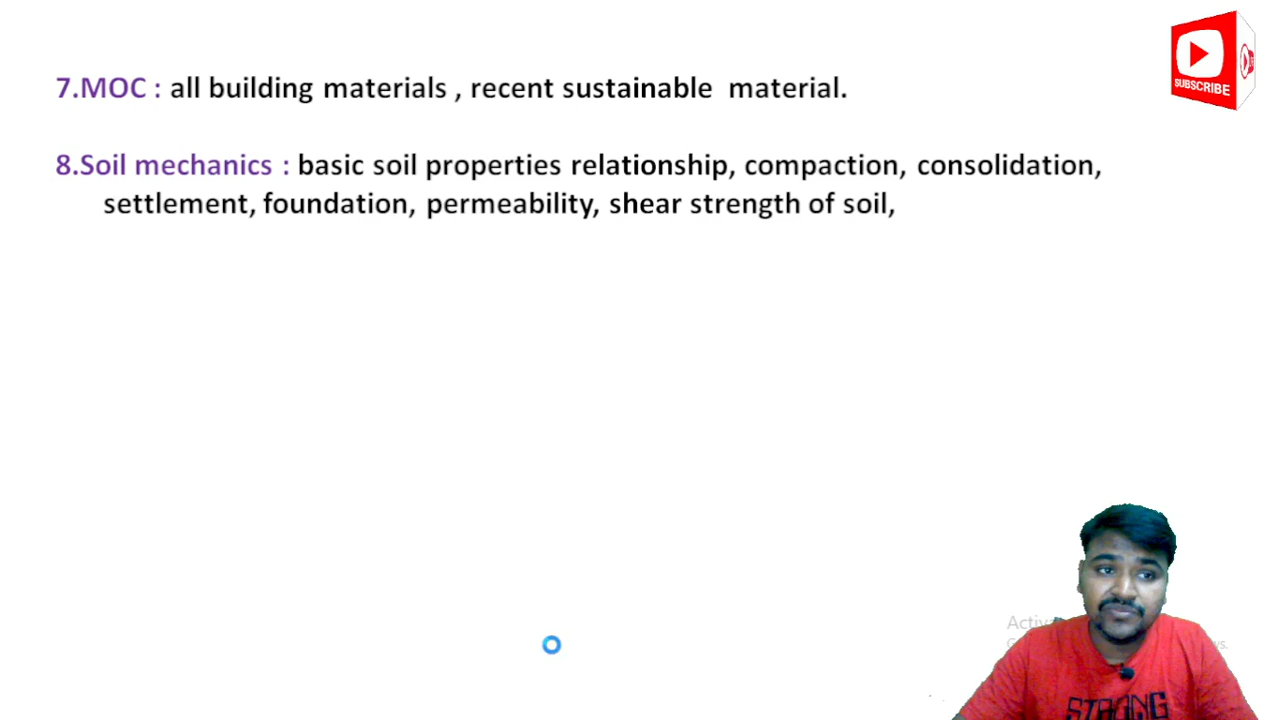 SUBSCRIBE
7.MOC : all building materials , recent sustainable material.
8.Soil mechanics : basic soil properties relationship, compaction, consolidation,
settlement, foundation, permeability, shear strength of soil,
STRONG